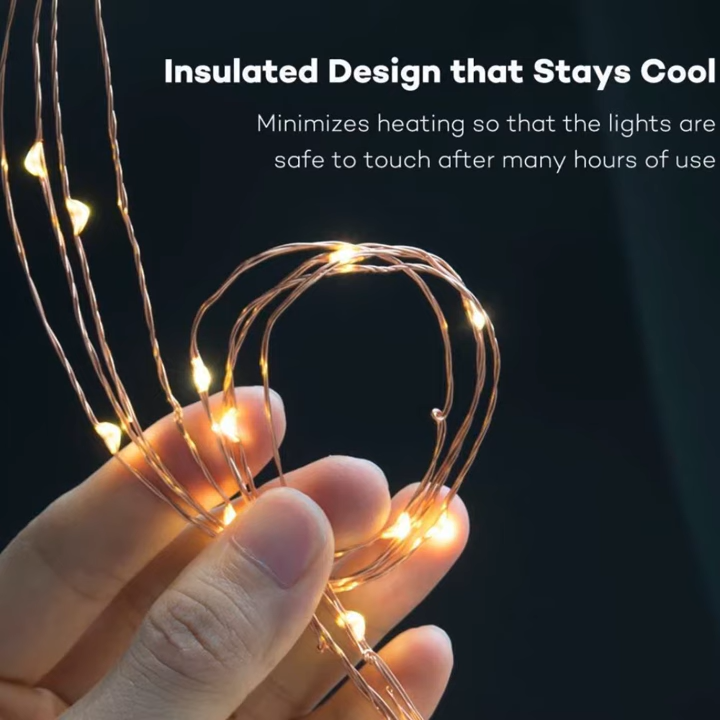 Insulated Design that Stays Cool
Minimizes heating so that the lights are
safe to touch after many hours of use